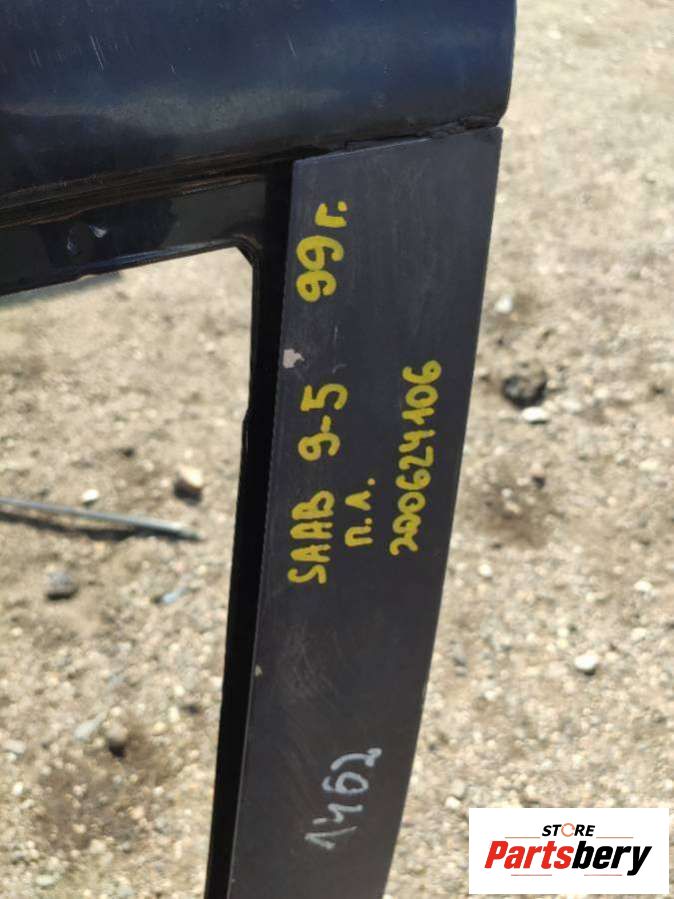 SAAB 9-5 99г.
п.л.
200624106
1462
STORE
Partsbery